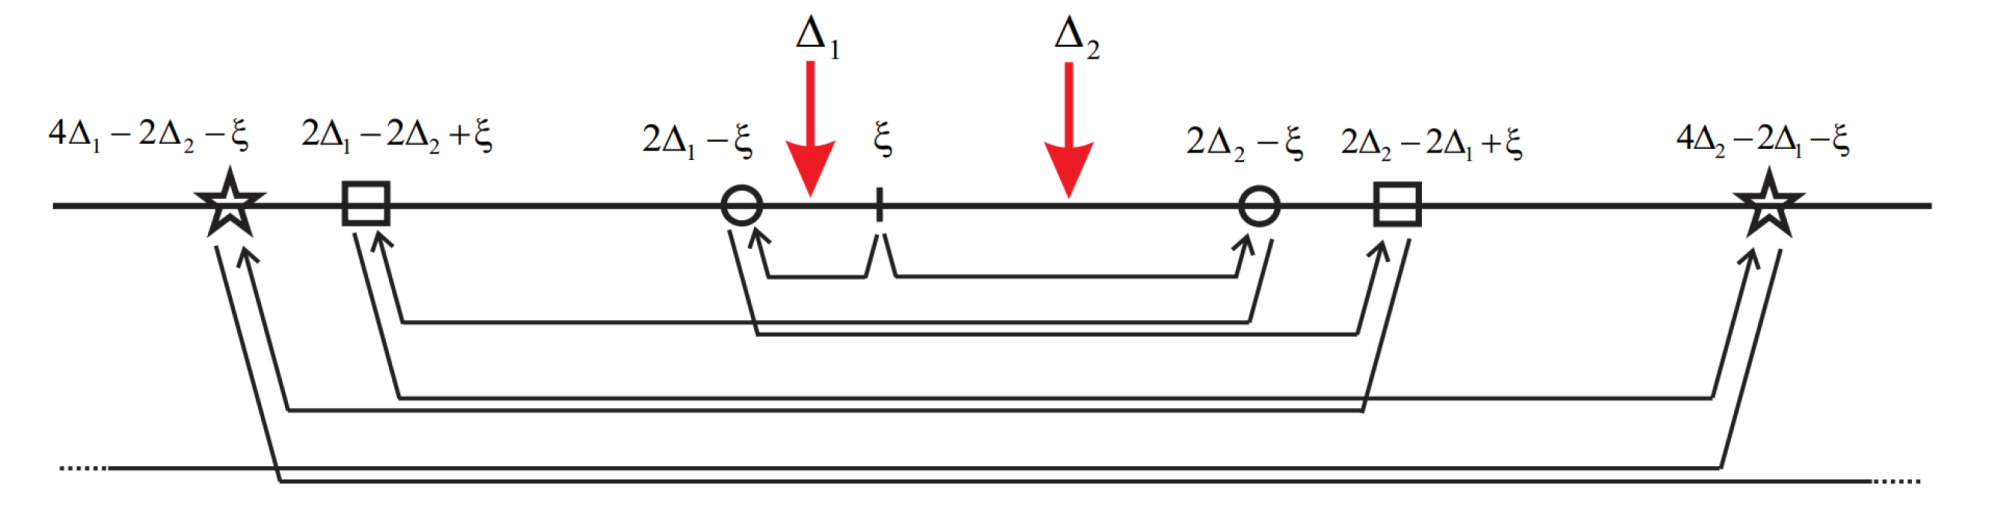 Δ₁ Δ₂
4Δ₁ − 2Δ₂ − ξ 2Δ₁ − 2Δ₂ + ξ 2Δ₁ − ξ ξ 2Δ₂ − ξ 2Δ₂ − 2Δ₁ + ξ 4Δ₂ − 2Δ₁ − ξ